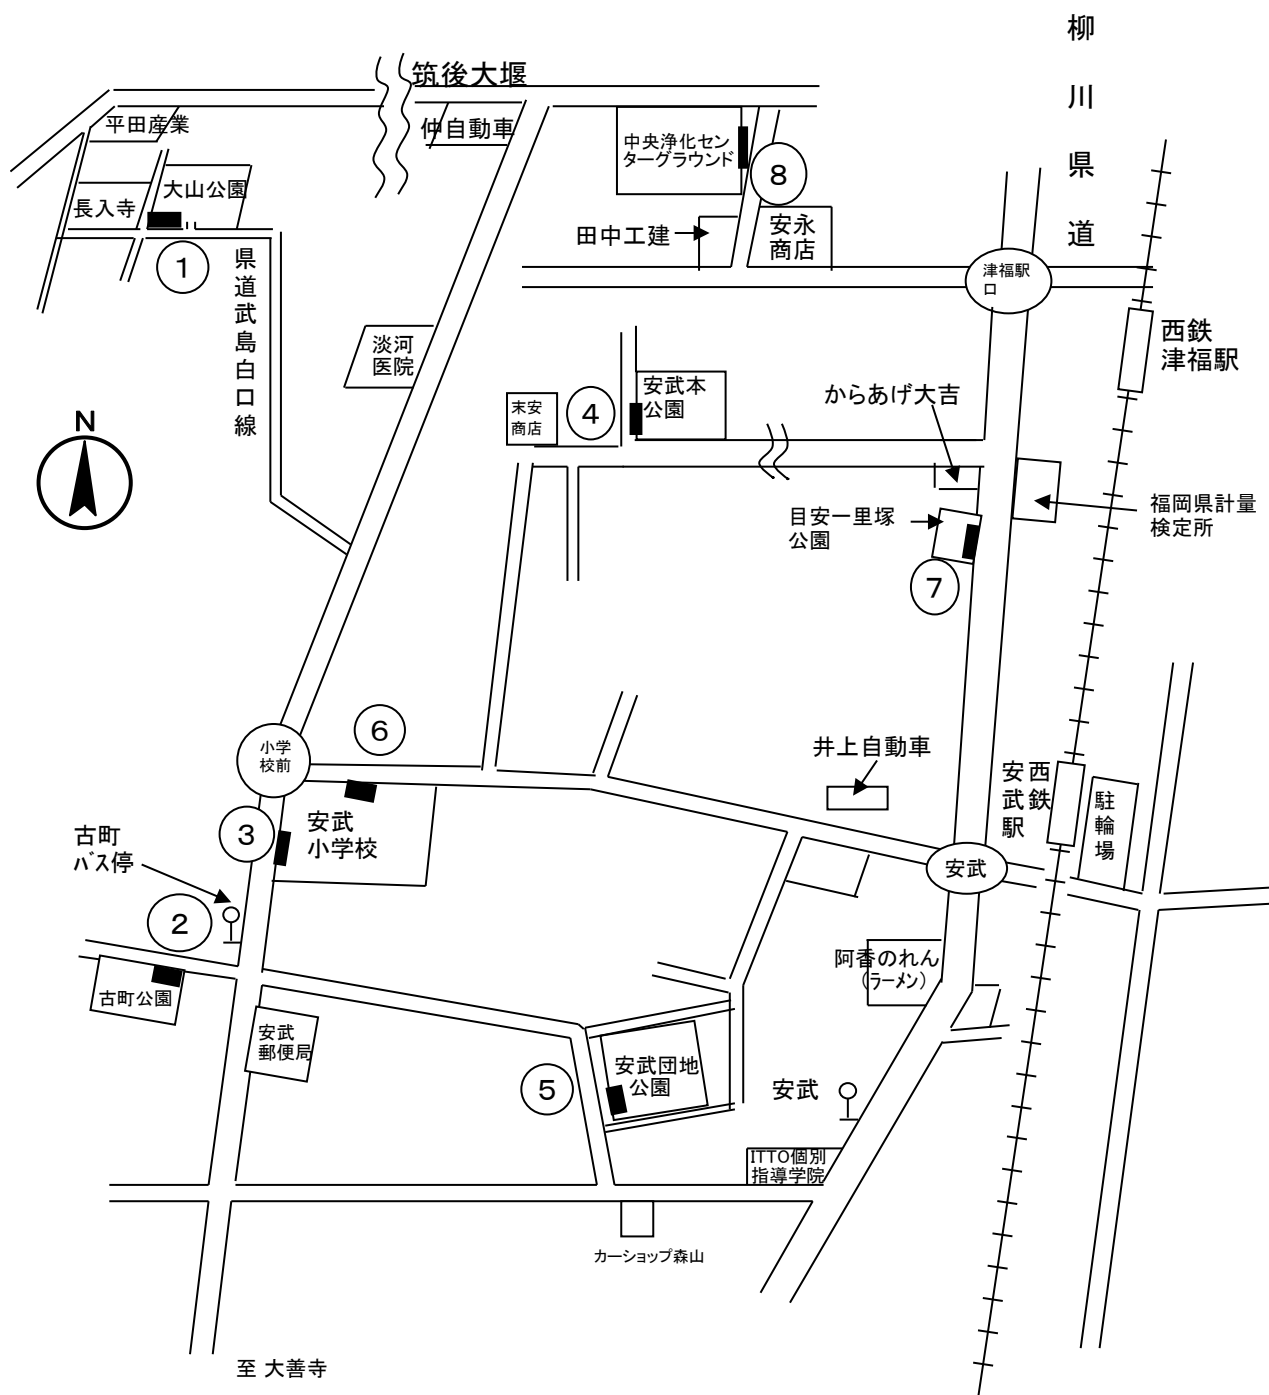 柳川県道
筑後大堰
平田産業
仲自動車
中央浄化セン
ターグラウンド
8
長入寺
大山公園
田中工建
安永
商店
1
県道武島白口線
津福駅
口
西鉄
津福駅
淡河
医院
末安
商店
4
安武本
公園
からあげ大吉
N
目安一里塚
公園
福岡県計量
検定所
7
6
小学
校前
井上自動車
西鉄
安武駅
駐輪場
3
安武
小学校
古町
バス停
安武
2
古町公園
阿香のれん
(ラーメン)
安武
郵便局
5
安武団地
公園
安武
ITTO個別
指導学院
カーショップ森山
至 大善寺